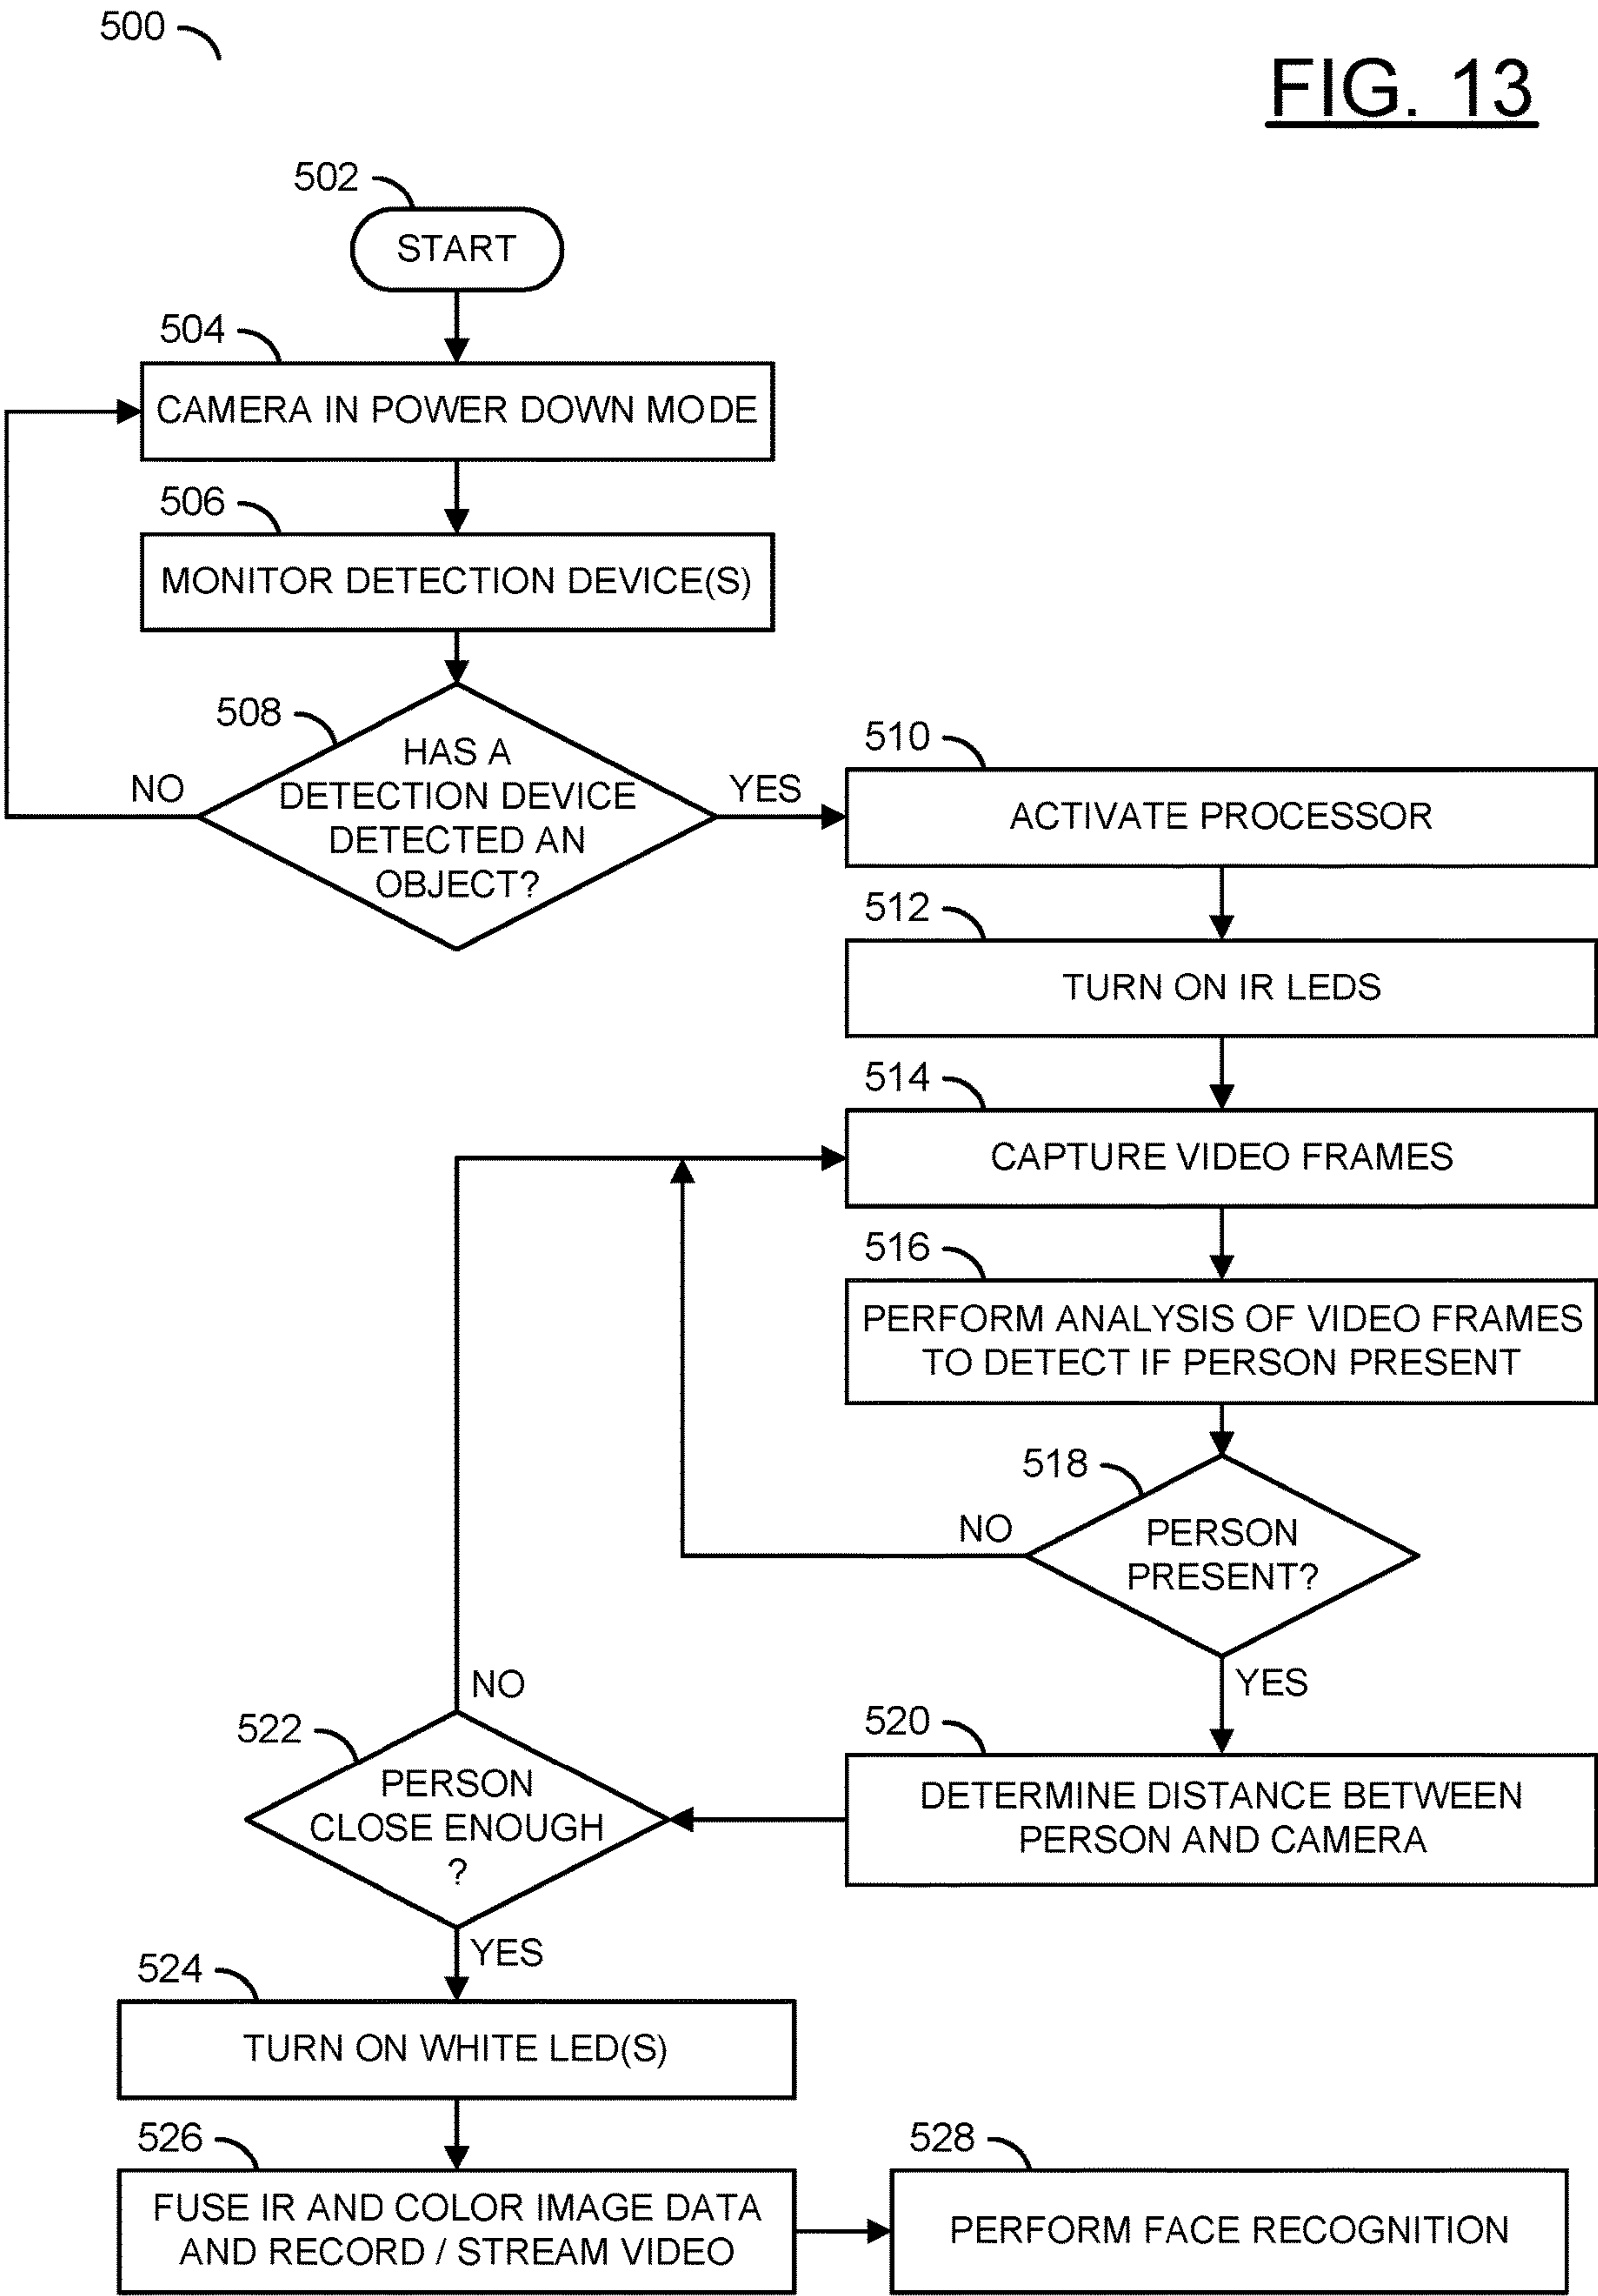 500
FIG. 13
502
START
504
CAMERA IN POWER DOWN MODE
506
MONITOR DETECTION DEVICE(S)
508
HAS A
DETECTION DEVICE
DETECTED AN
OBJECT?
NO
YES
510
ACTIVATE PROCESSOR
512
TURN ON IR LEDS
514
CAPTURE VIDEO FRAMES
516
PERFORM ANALYSIS OF VIDEO FRAMES
TO DETECT IF PERSON PRESENT
518
PERSON
PRESENT?
NO
YES
520
DETERMINE DISTANCE BETWEEN
PERSON AND CAMERA
522
PERSON
CLOSE ENOUGH
?
NO
YES
524
TURN ON WHITE LED(S)
526
FUSE IR AND COLOR IMAGE DATA
AND RECORD / STREAM VIDEO
528
PERFORM FACE RECOGNITION